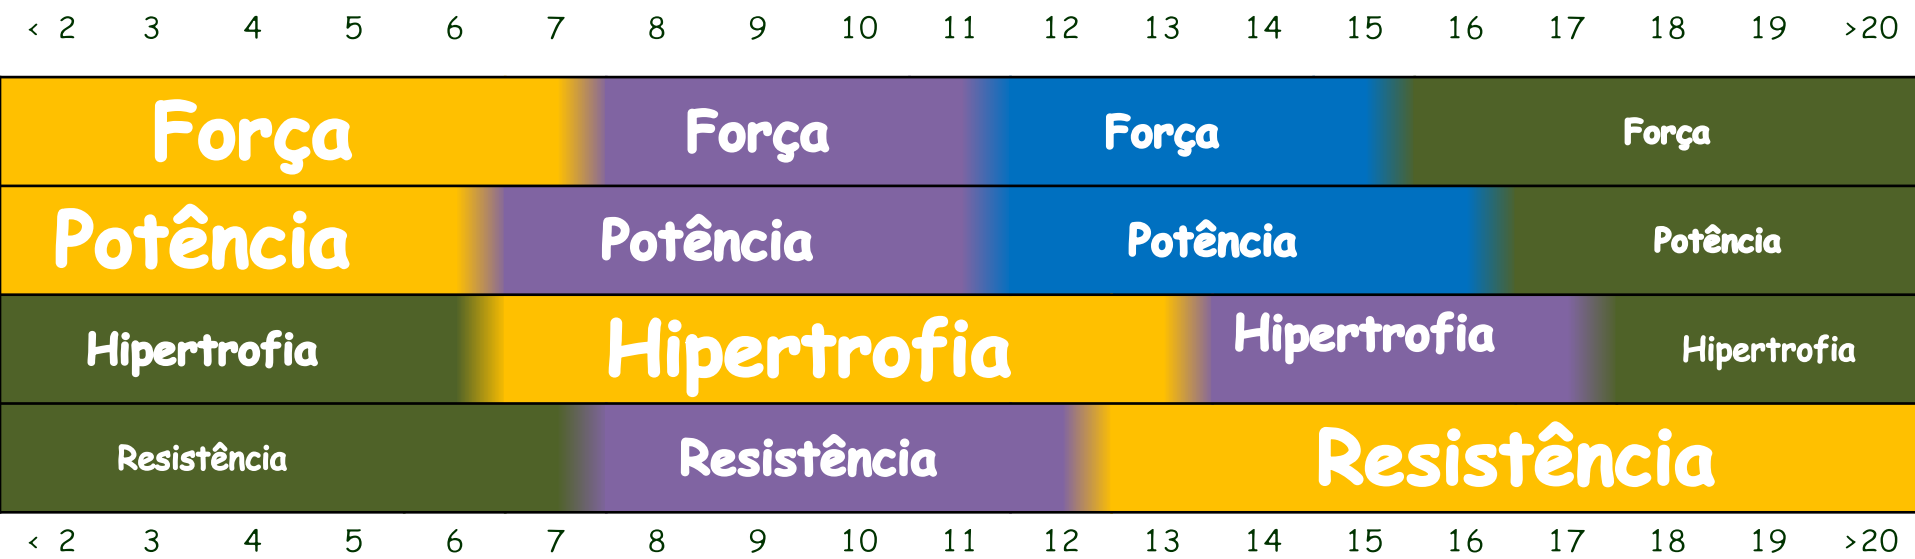 < 2 3 4 5 6 7 8 9 10 11 12 13 14 15 16 17 18 19 >20
Força Força Força Força
Potência Potência Potência Potência
Hipertrofia Hipertrofia Hipertrofia Hipertrofia
Resistência Resistência Resistência
< 2 3 4 5 6 7 8 9 10 11 12 13 14 15 16 17 18 19 >20